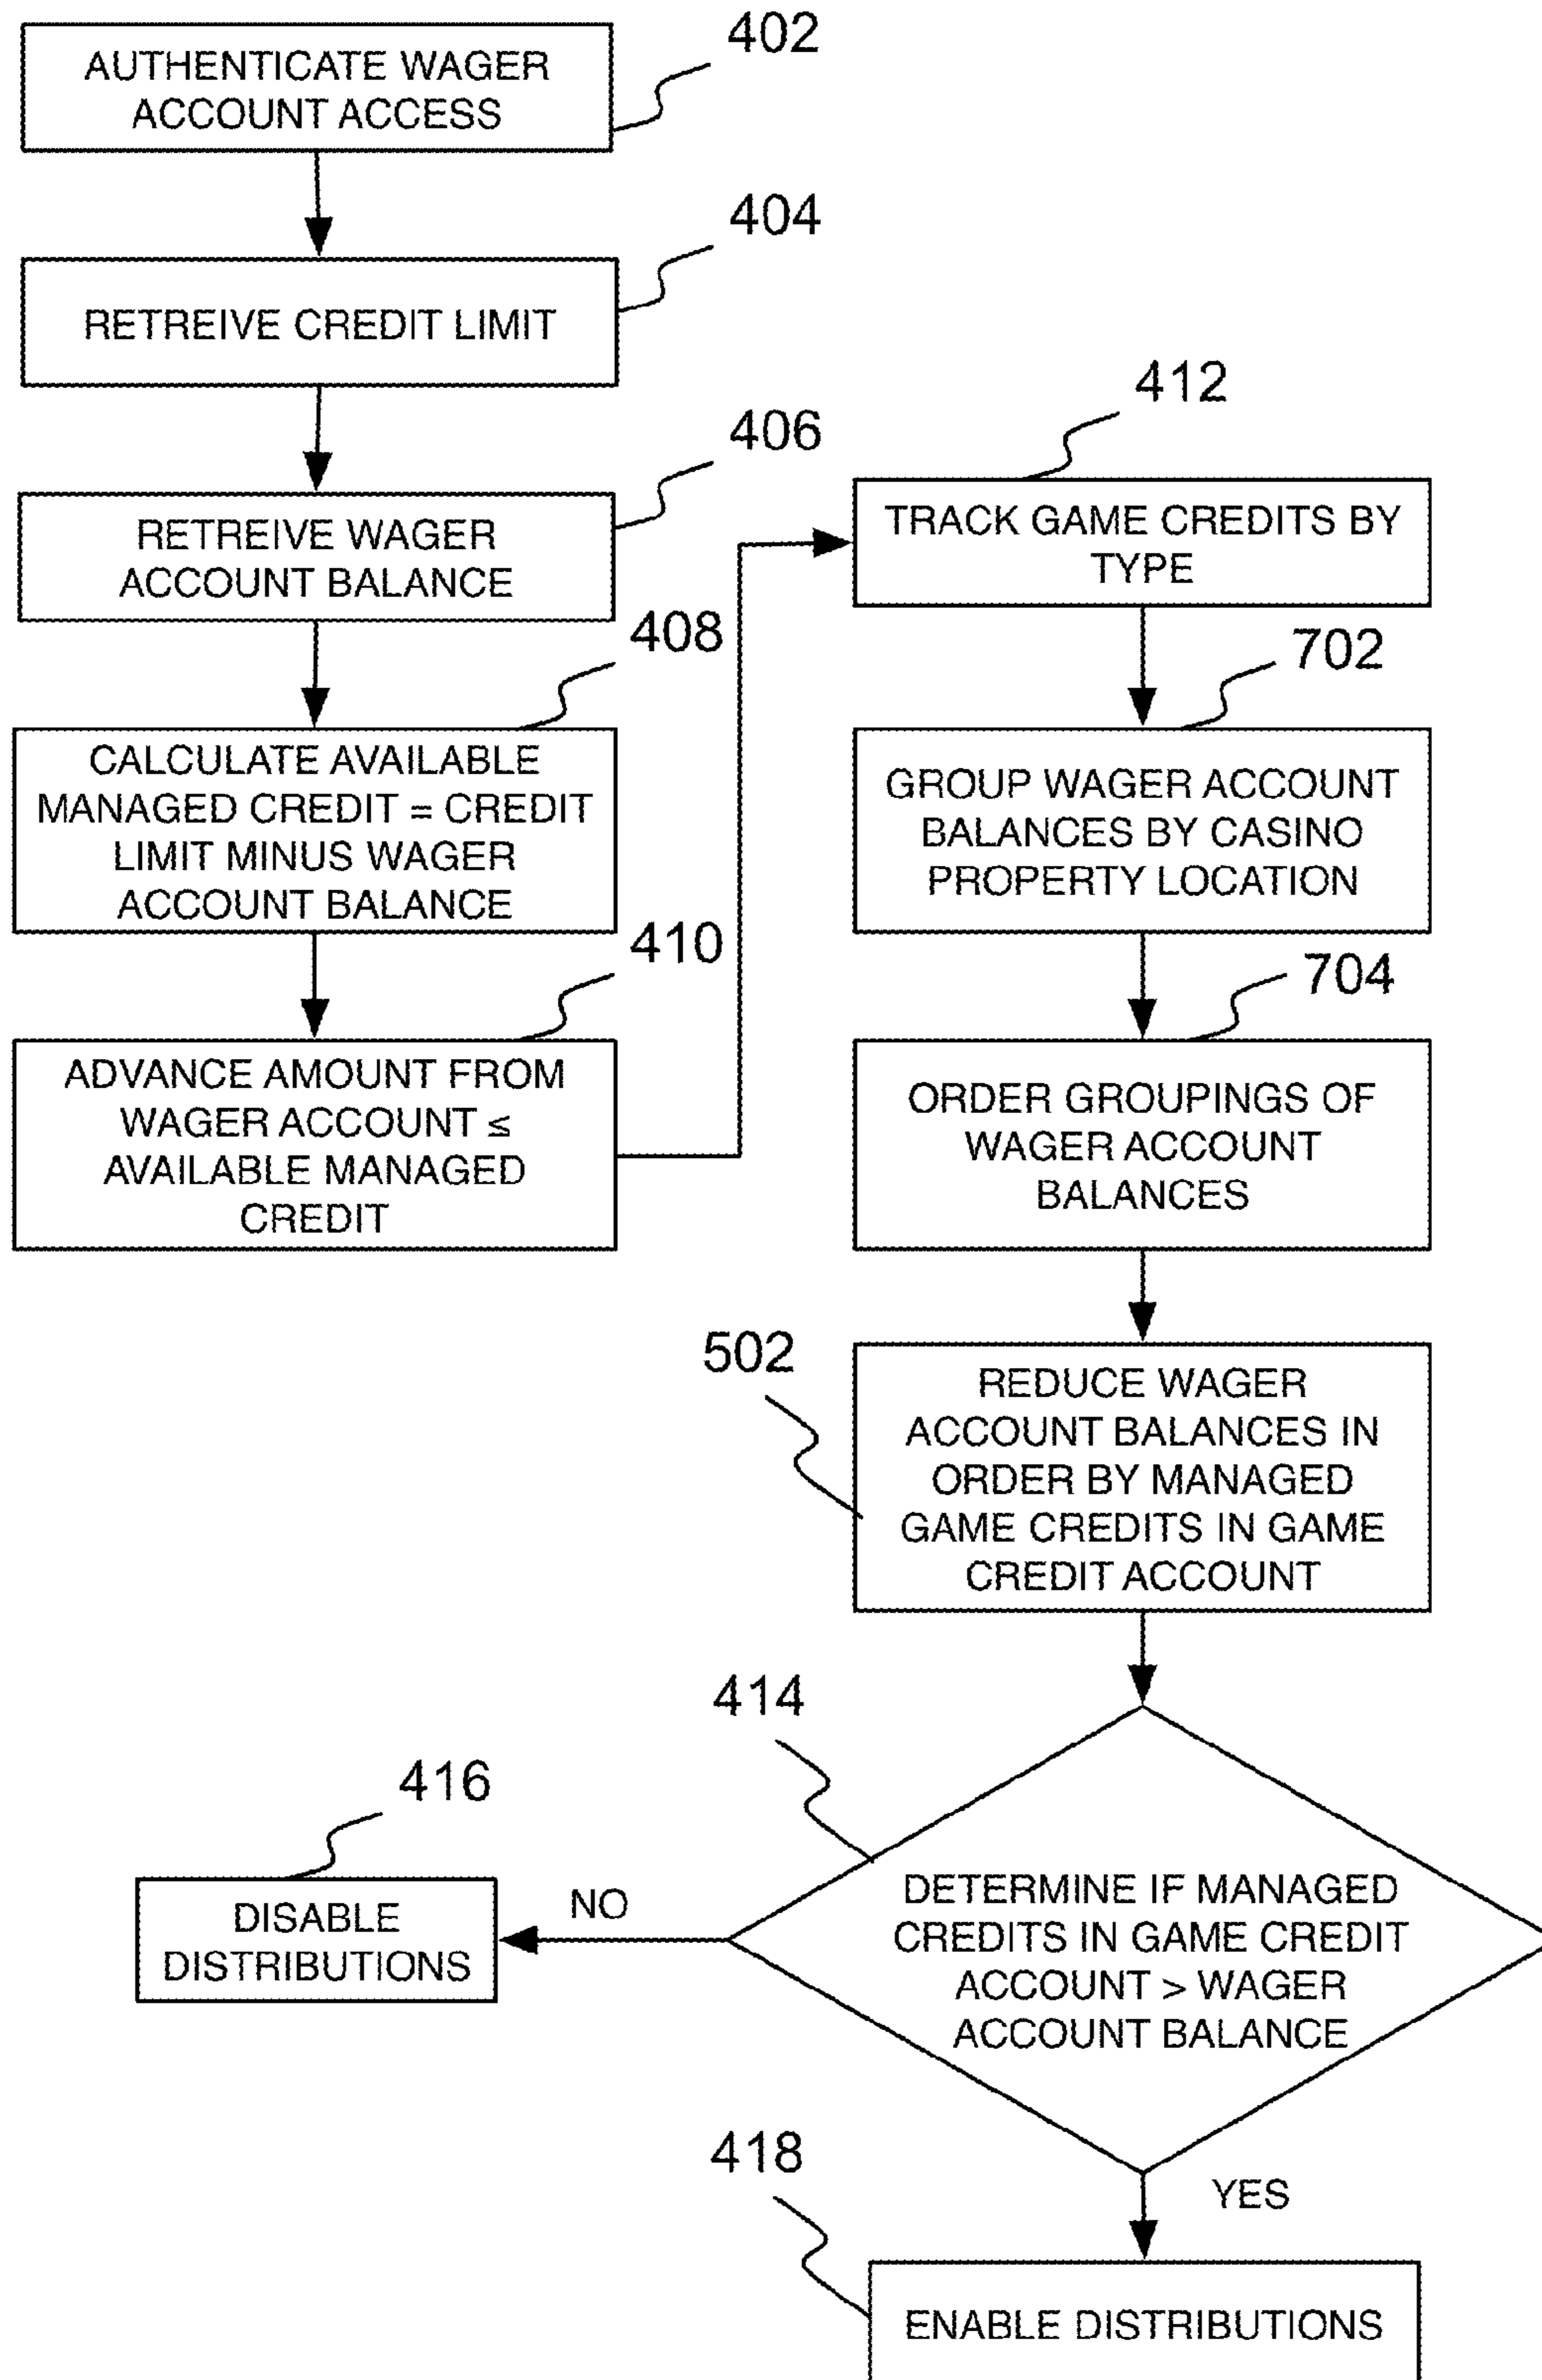 402
AUTHENTICATE WAGER
ACCOUNT ACCESS
404
RETREIVE CREDIT LIMIT
406
RETREIVE WAGER
ACCOUNT BALANCE
408
CALCULATE AVAILABLE
MANAGED CREDIT = CREDIT
LIMIT MINUS WAGER
ACCOUNT BALANCE
410
ADVANCE AMOUNT FROM
WAGER ACCOUNT ≤
AVAILABLE MANAGED
CREDIT
412
TRACK GAME CREDITS BY
TYPE
702
GROUP WAGER ACCOUNT
BALANCES BY CASINO
PROPERTY LOCATION
704
ORDER GROUPINGS OF
WAGER ACCOUNT
BALANCES
502
REDUCE WAGER
ACCOUNT BALANCES IN
ORDER BY MANAGED
GAME CREDITS IN GAME
CREDIT ACCOUNT
414
DETERMINE IF MANAGED
CREDITS IN GAME CREDIT
ACCOUNT > WAGER
ACCOUNT BALANCE
NO
416
DISABLE
DISTRIBUTIONS
YES
418
ENABLE DISTRIBUTIONS